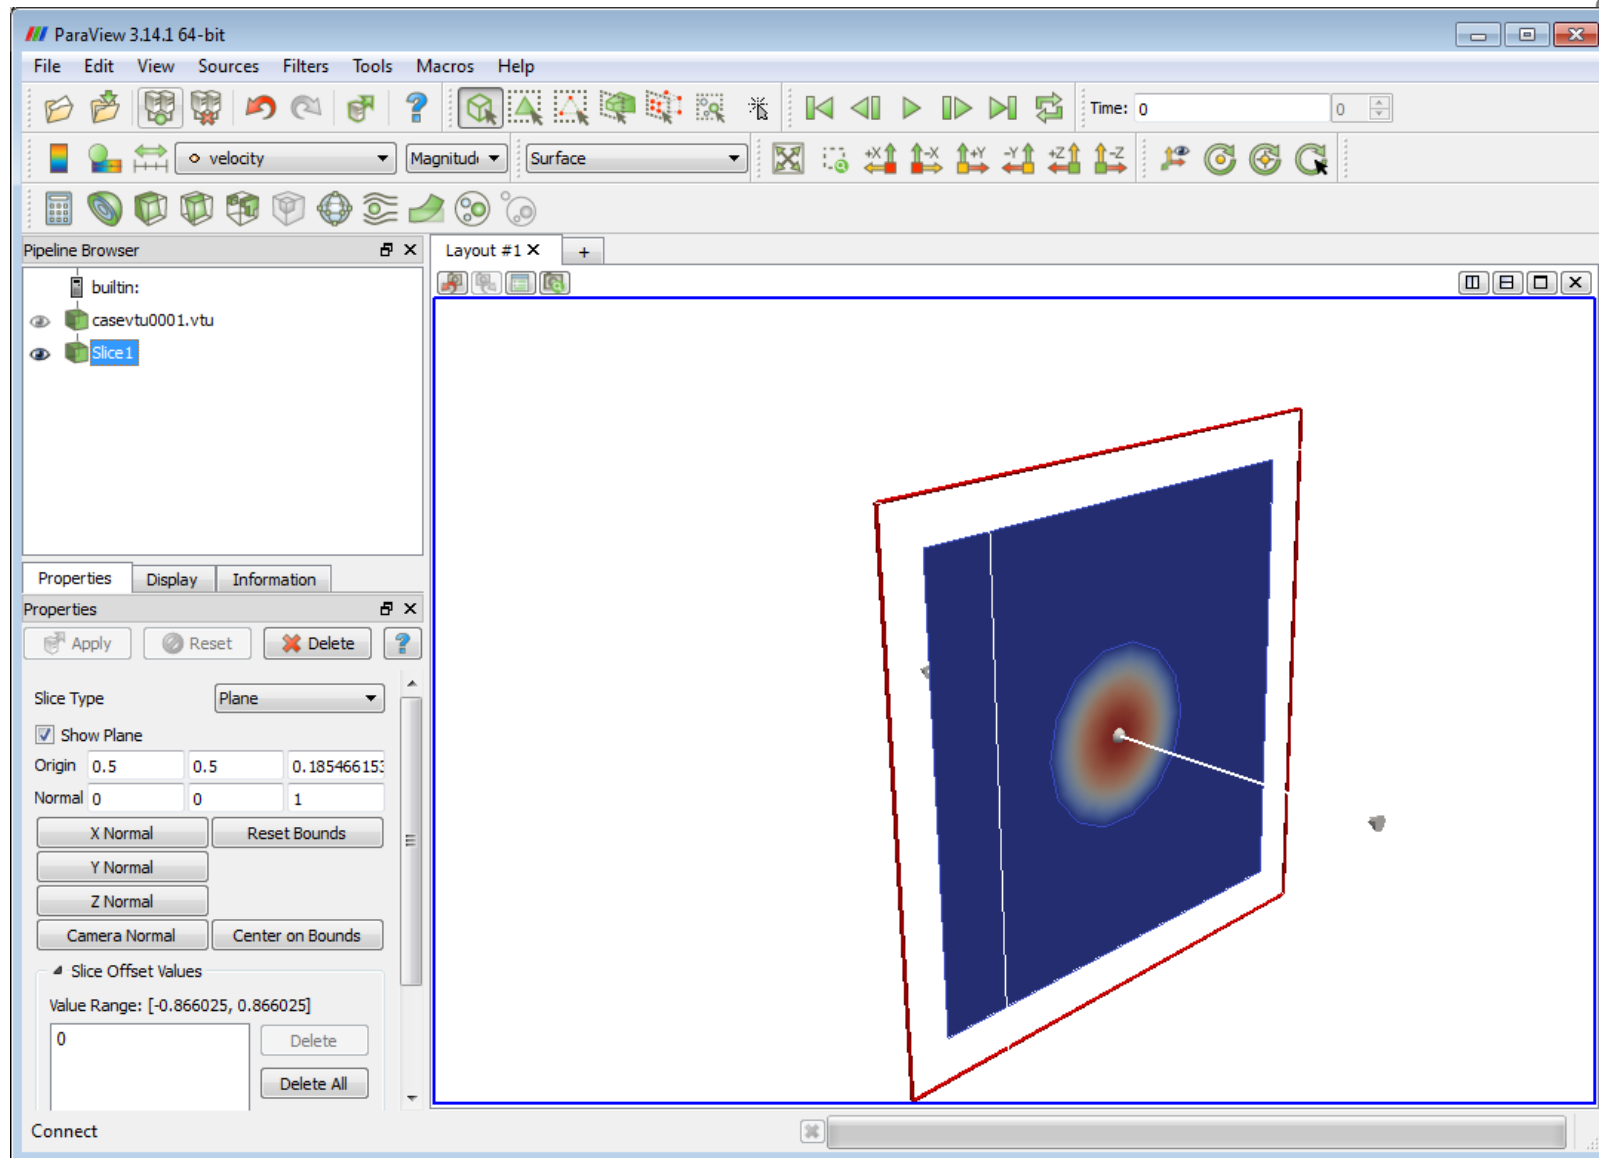 ParaView 3.14.1 64-bit
File Edit View Sources Filters Tools Macros Help
Time: 0 0
velocity Magnitud Surface
+X -X +Y -Y +Z -Z
Pipeline Browser
Layout #1 +
builtin:
casevtu0001.vtu
Slice1
Properties Display Information
Properties
Apply Reset Delete ?
Slice Type Plane
Show Plane
Origin 0.5 0.5 0.185466153
Normal 0 0 1
X Normal Reset Bounds
Y Normal
Z Normal
Camera Normal Center on Bounds
Slice Offset Values
Value Range: [-0.866025, 0.866025]
0 Delete
Delete All
Connect